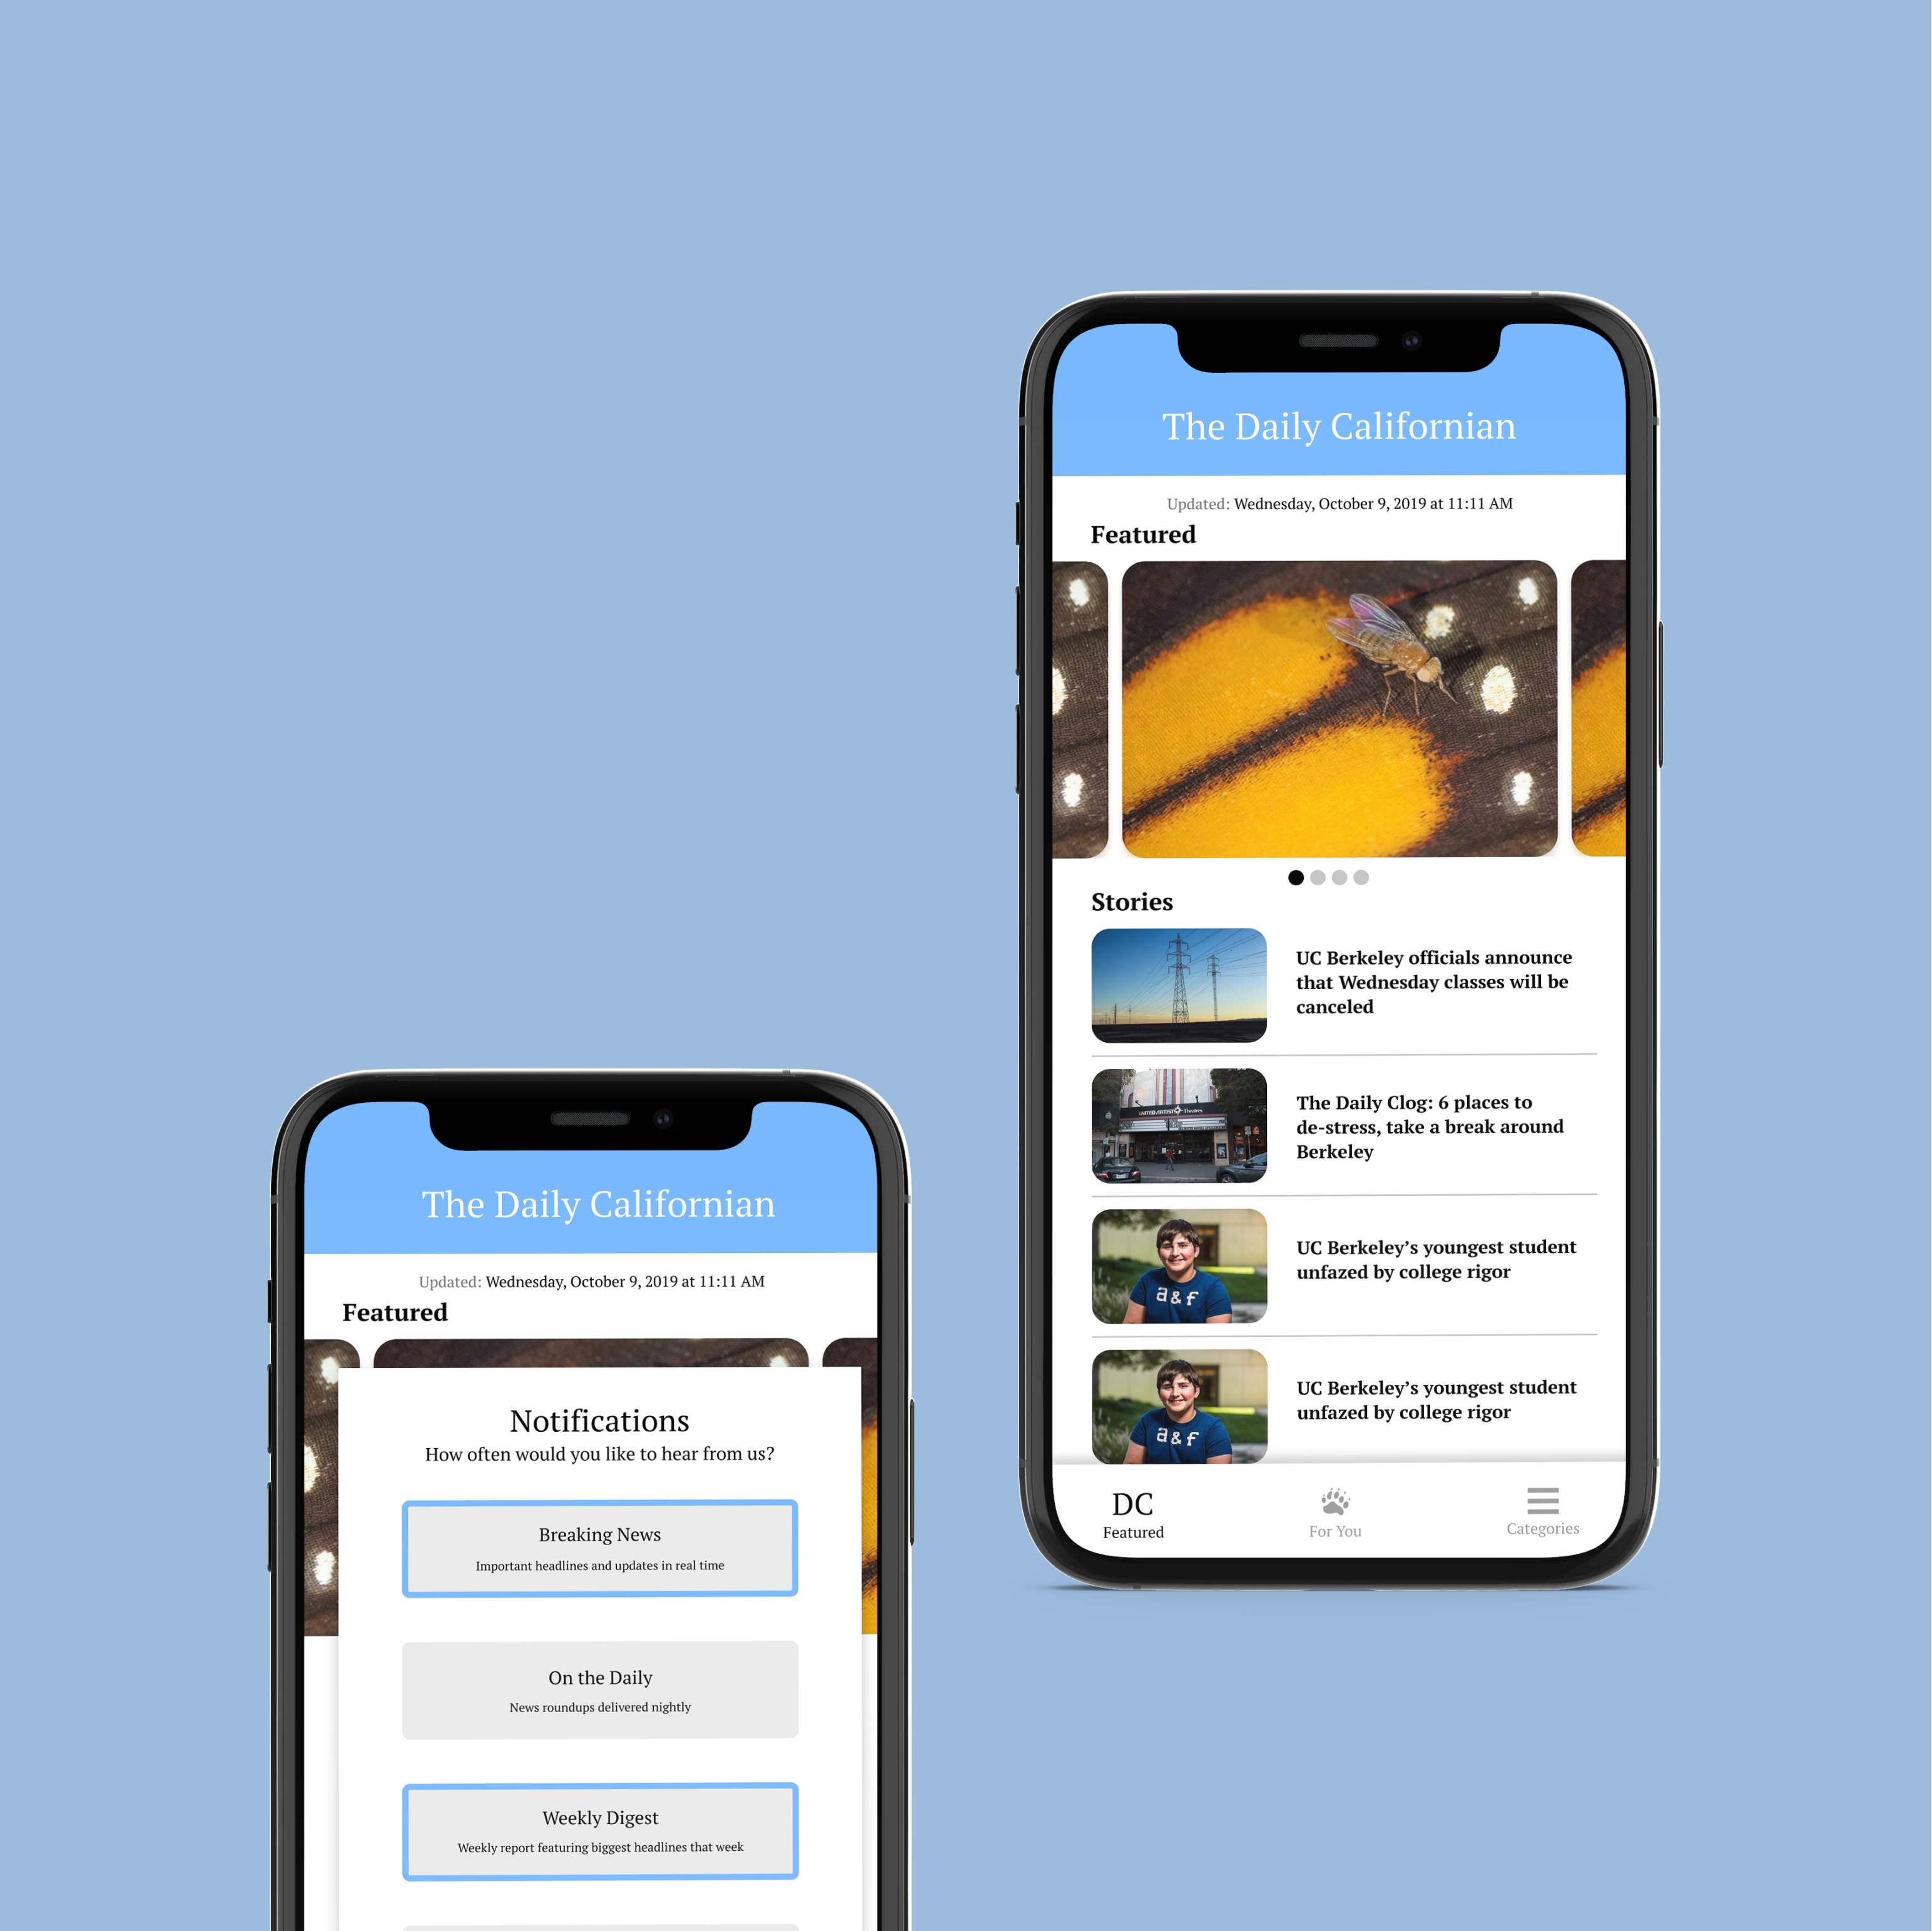 The Daily Californian
Updated: Wednesday, October 9, 2019 at 11:11 AM
Featured
Stories
UC Berkeley officials announce
that Wednesday classes will be
canceled
UNITED ARTISTS Theatres
The Daily Clog: 6 places to
de-stress, take a break around
Berkeley
a & f
UC Berkeley’s youngest student
unfazed by college rigor
a & f
UC Berkeley’s youngest student
unfazed by college rigor
DC
Featured
For You
Categories
The Daily Californian
Updated: Wednesday, October 9, 2019 at 11:11 AM
Featured
Notifications
How often would you like to hear from us?
Breaking News
Important headlines and updates in real time
On the Daily
News roundups delivered nightly
Weekly Digest
Weekly report featuring biggest headlines that week